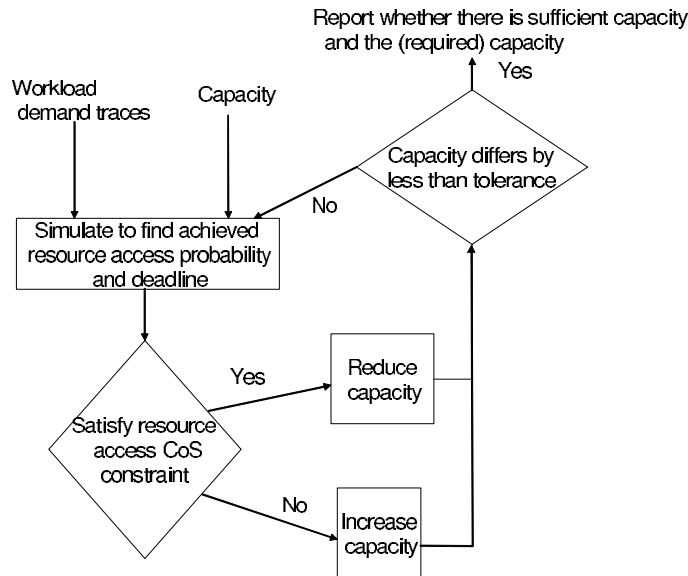 Report whether there is sufficient capacity
and the (required) capacity
Yes
Workload
demand traces
Capacity
Capacity differs by
less than tolerance
No
Simulate to find achieved
resource access probability
and deadline
Yes
Reduce
capacity
Satisfy resource
access CoS
constraint
No
Increase
capacity